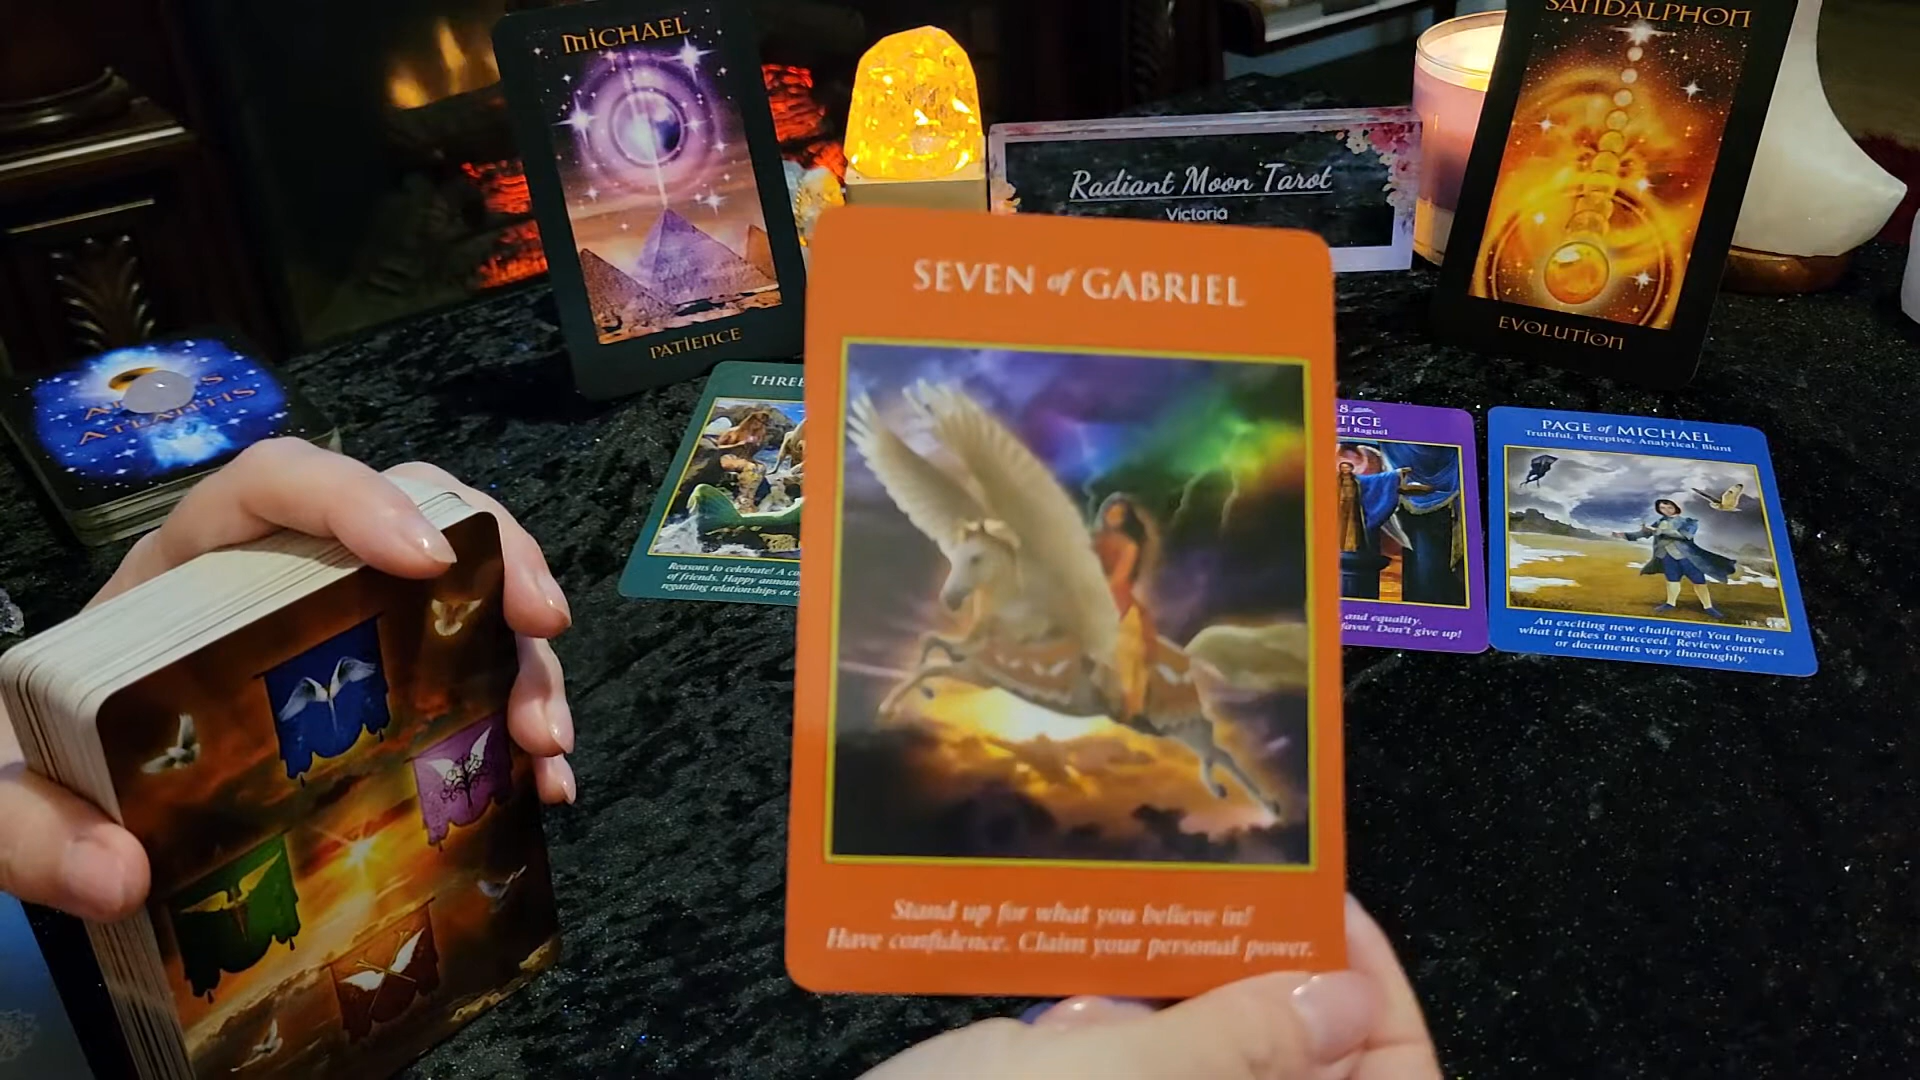 MICHAEL
PATIENCE
SANDALPHON
EVOLUTION
Radiant Moon Tarot
Victoria
ATLANTIS
THREE
Reasons to celebrate! A
of friends. Happy
regarding relationships or
SEVEN of GABRIEL
Stand up for what you believe in!
Have confidence. Claim your personal power.
8
TICE
Raguel
and equality.
favor. Don't give up!
PAGE of MICHAEL
Truthful, Perceptive, Analytical, Blunt
An exciting new challenge! You have
what it takes to succeed. Review contracts
or documents very thoroughly.